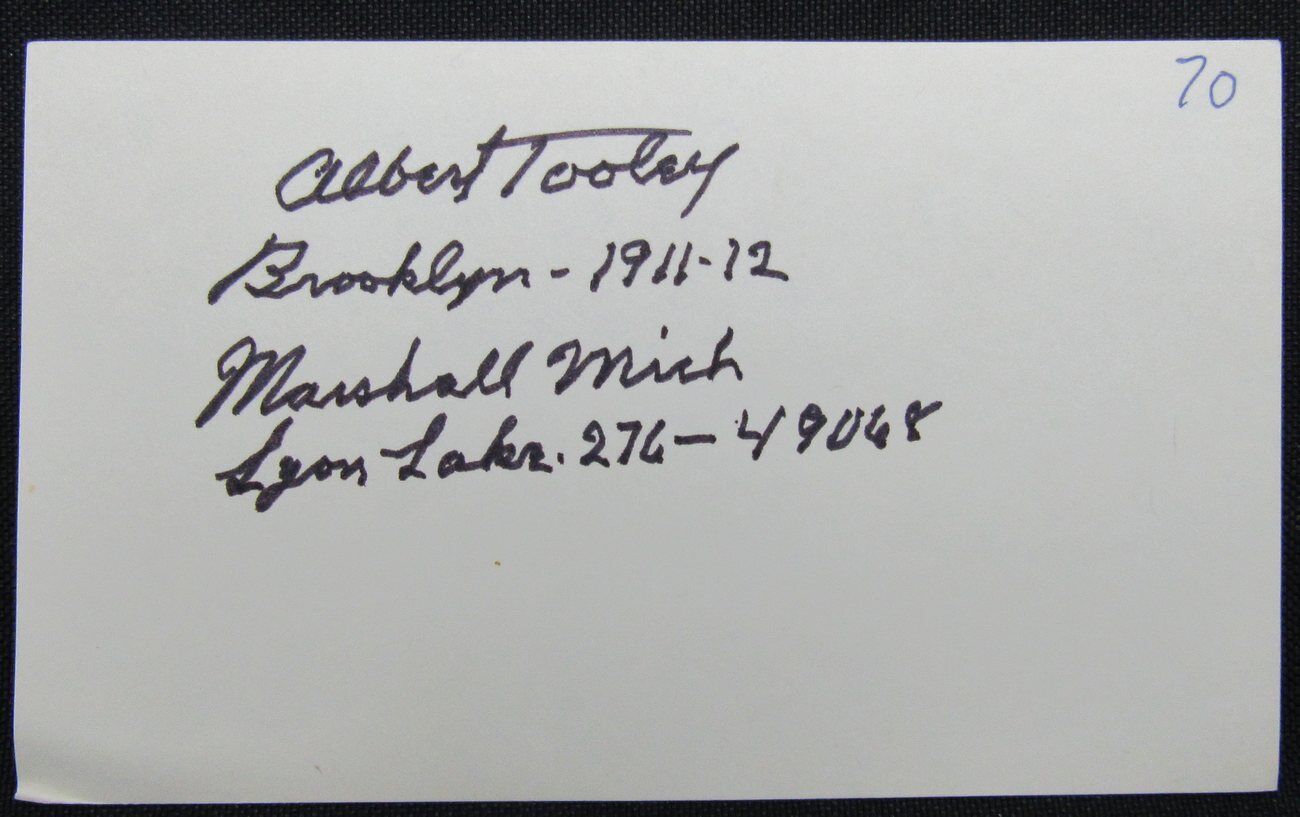 70
Albert Tooley
Brooklyn - 1911-12
Marshall Mich
Lyon Lake. 276 - 49068